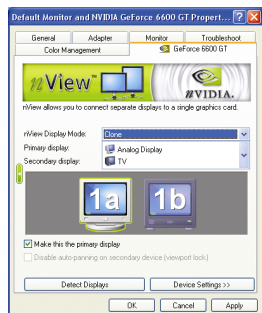 Default Monitor and NVIDIA GeForce 6600 GT Propert...
General Adapter Monitor Troubleshoot
Color Management GeForce 6600 GT
nView™
NVIDIA.
nView allows you to connect separate displays to a single graphics card.
nView Display Mode: Clone
Primary display: Analog Display
Secondary display: TV
1a 1b
Make this the primary display
Disable auto-panning on secondary device (viewport lock)
Detect Displays Device Settings >>
OK Cancel Apply